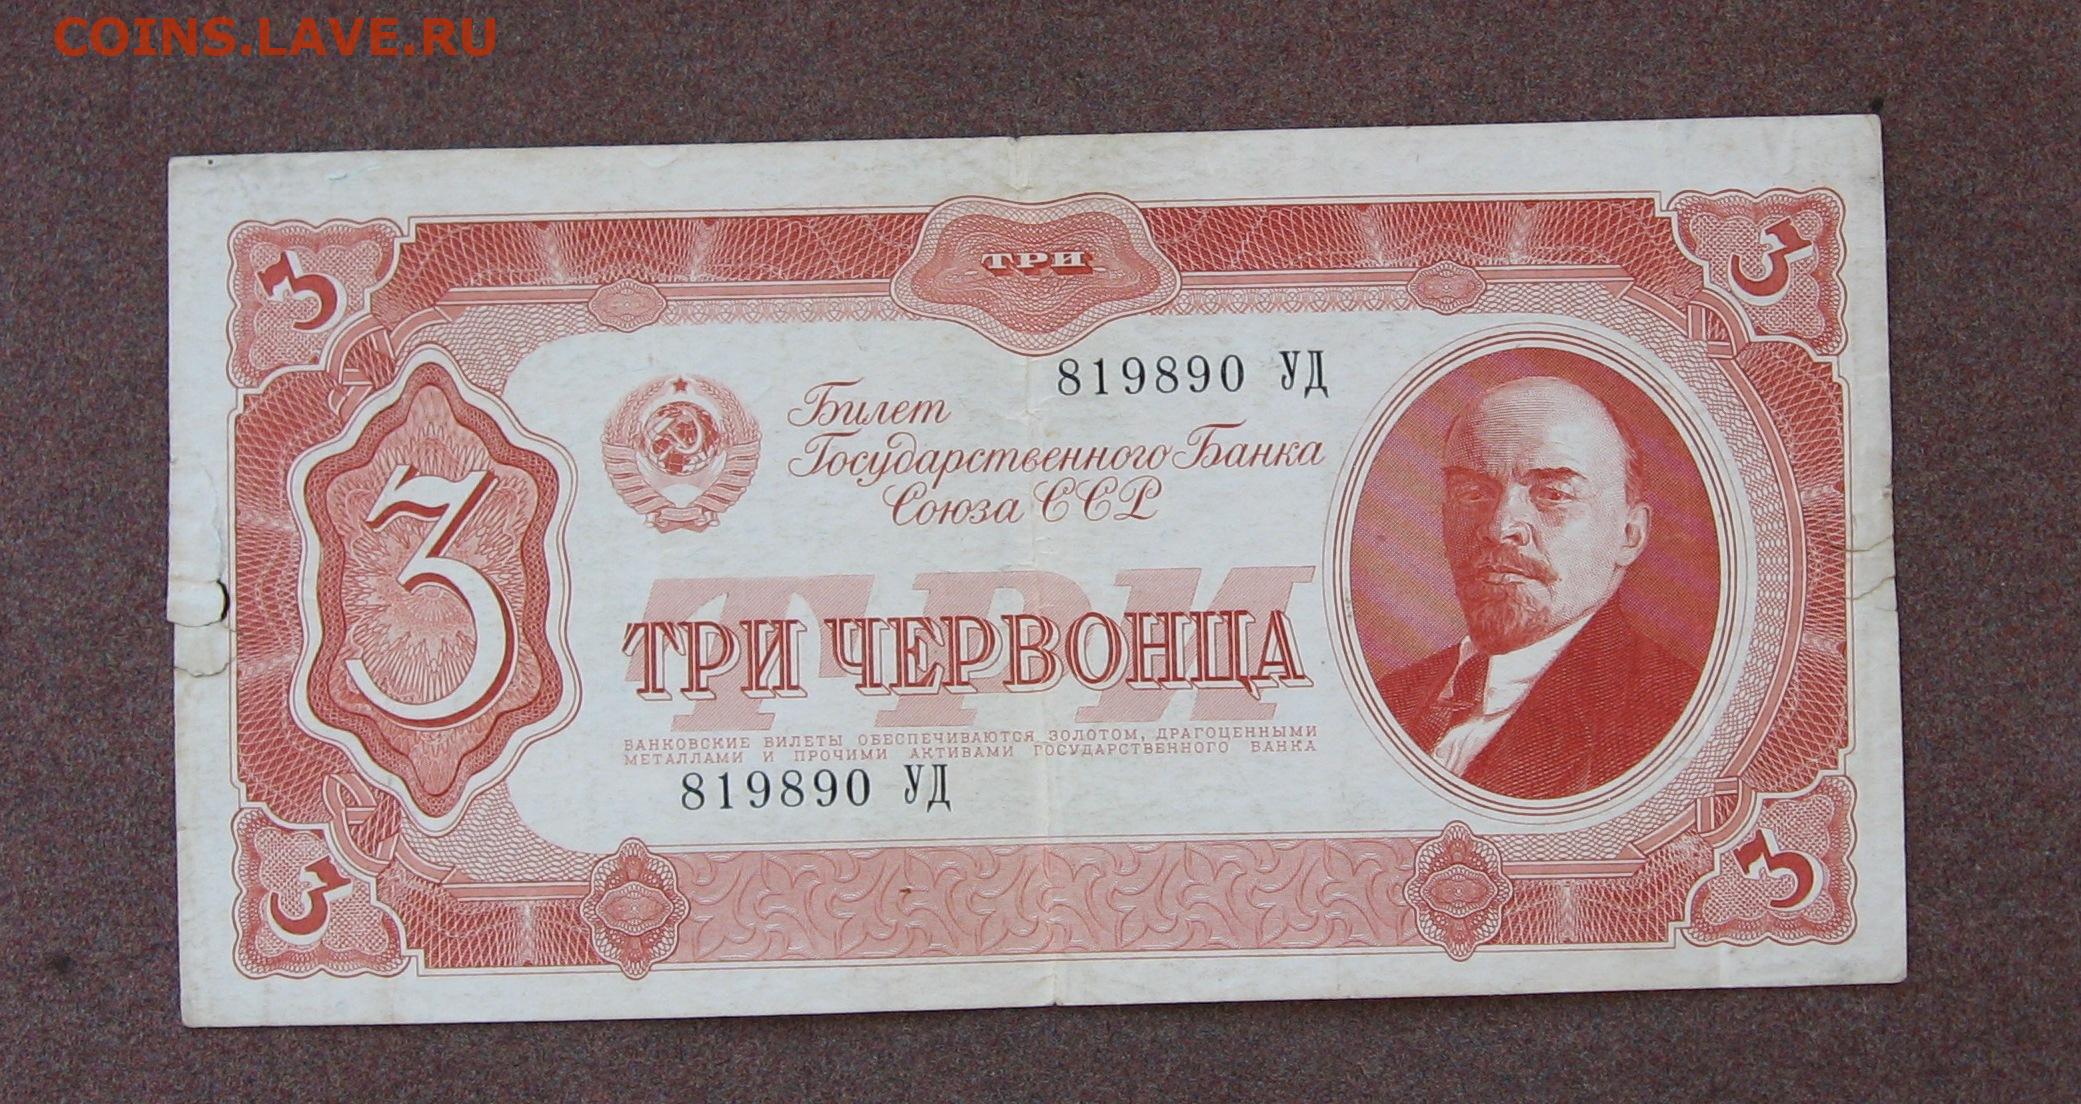 COINS.LAVE.RU
3
ТРИ
3
819890 УД
Билет
Государственного Банка
Союза ССР
3
ТРИ
ТРИ ЧЕРВОНЦА
БАНКОВСКИЕ БИЛЕТЫ ОБЕСПЕЧИВАЮТСЯ ЗОЛОТОМ, ДРАГОЦЕННЫМИ
МЕТАЛЛАМИ И ПРОЧИМИ АКТИВАМИ ГОСУДАРСТВЕННОГО БАНКА
819890 УД
3
3